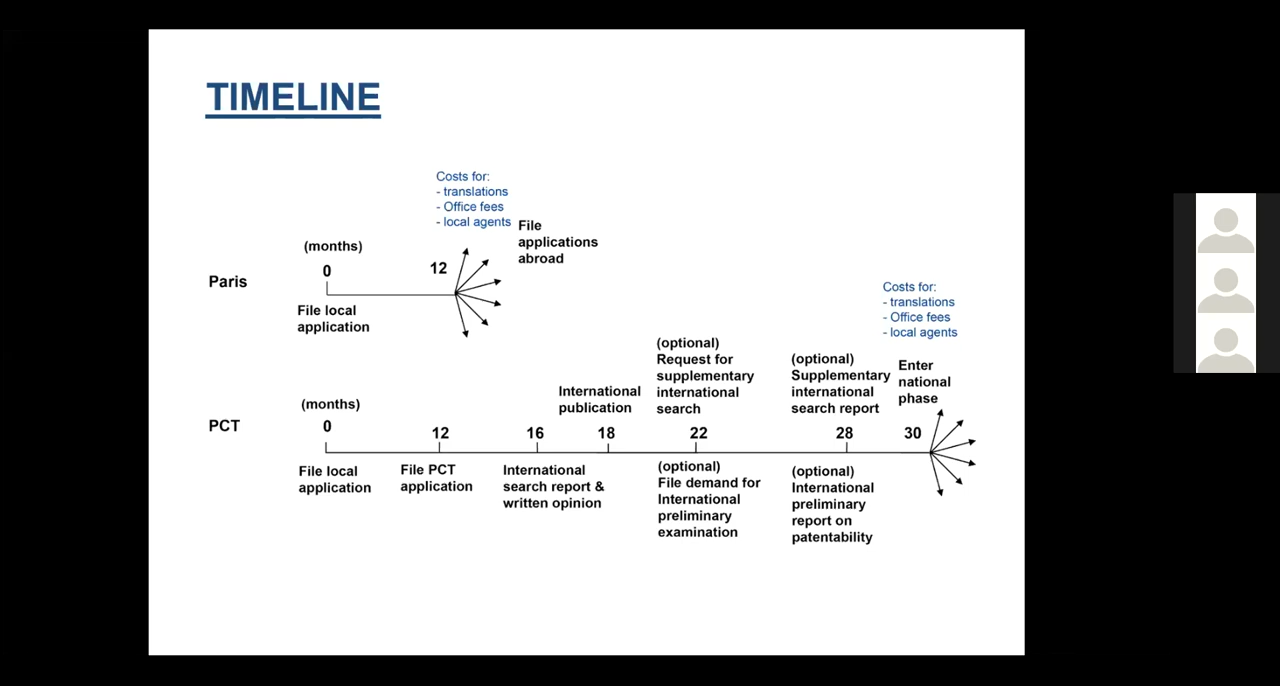 TIMELINE
Costs for:
- translations
- Office fees
- local agents
File
applications
abroad
(months)
0
12
Paris
File local
application
Costs for:
- translations
- Office fees
- local agents
(optional)
Request for
supplementary
international
search
(optional)
Supplementary
international
search report
Enter
national
phase
International
publication
(months)
PCT
0
12
16
18
22
28
30
File local
application
File PCT
application
International
search report &
written opinion
(optional)
File demand for
International
preliminary
examination
(optional)
International
preliminary
report on
patentability